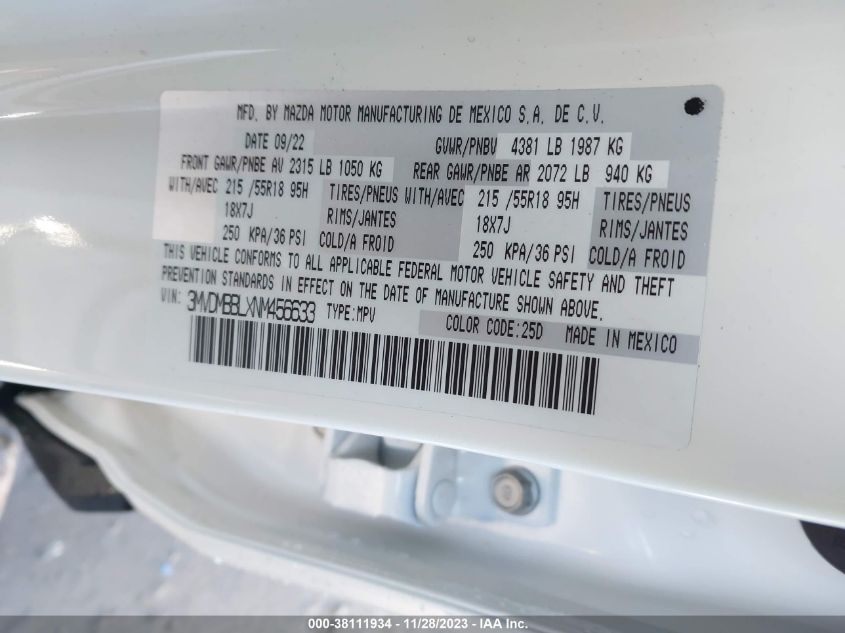 MFD. BY MAZDA MOTOR MANUFACTURING DE MEXICO S.A. DE C.V.
DATE 09/22 GVWR/PNBV 4381 LB 1987 KG
FRONT GAWR/PNBE AV 2315 LB 1050 KG REAR GAWR/PNBE AR 2072 LB 940 KG
WITH/AVEC 215 /55R18 95H TIRES/PNEUS WITH/AVEC 215 /55R18 95H TIRES/PNEUS
18X7J RIMS/JANTES 18X7J RIMS/JANTES
250 KPA/36 PSI COLD/A FROID 250 KPA/36 PSI COLD/A FROID
THIS VEHICLE CONFORMS TO ALL APPLICABLE FEDERAL MOTOR VEHICLE SAFETY AND THEFT
PREVENTION STANDARDS IN EFFECT ON THE DATE OF MANUFACTURE SHOWN ABOVE.
VIN: 3MVDMBBLXNM456633 TYPE:MPV
COLOR CODE:25D MADE IN MEXICO
000-38111934 - 11/28/2023 - IAA Inc.